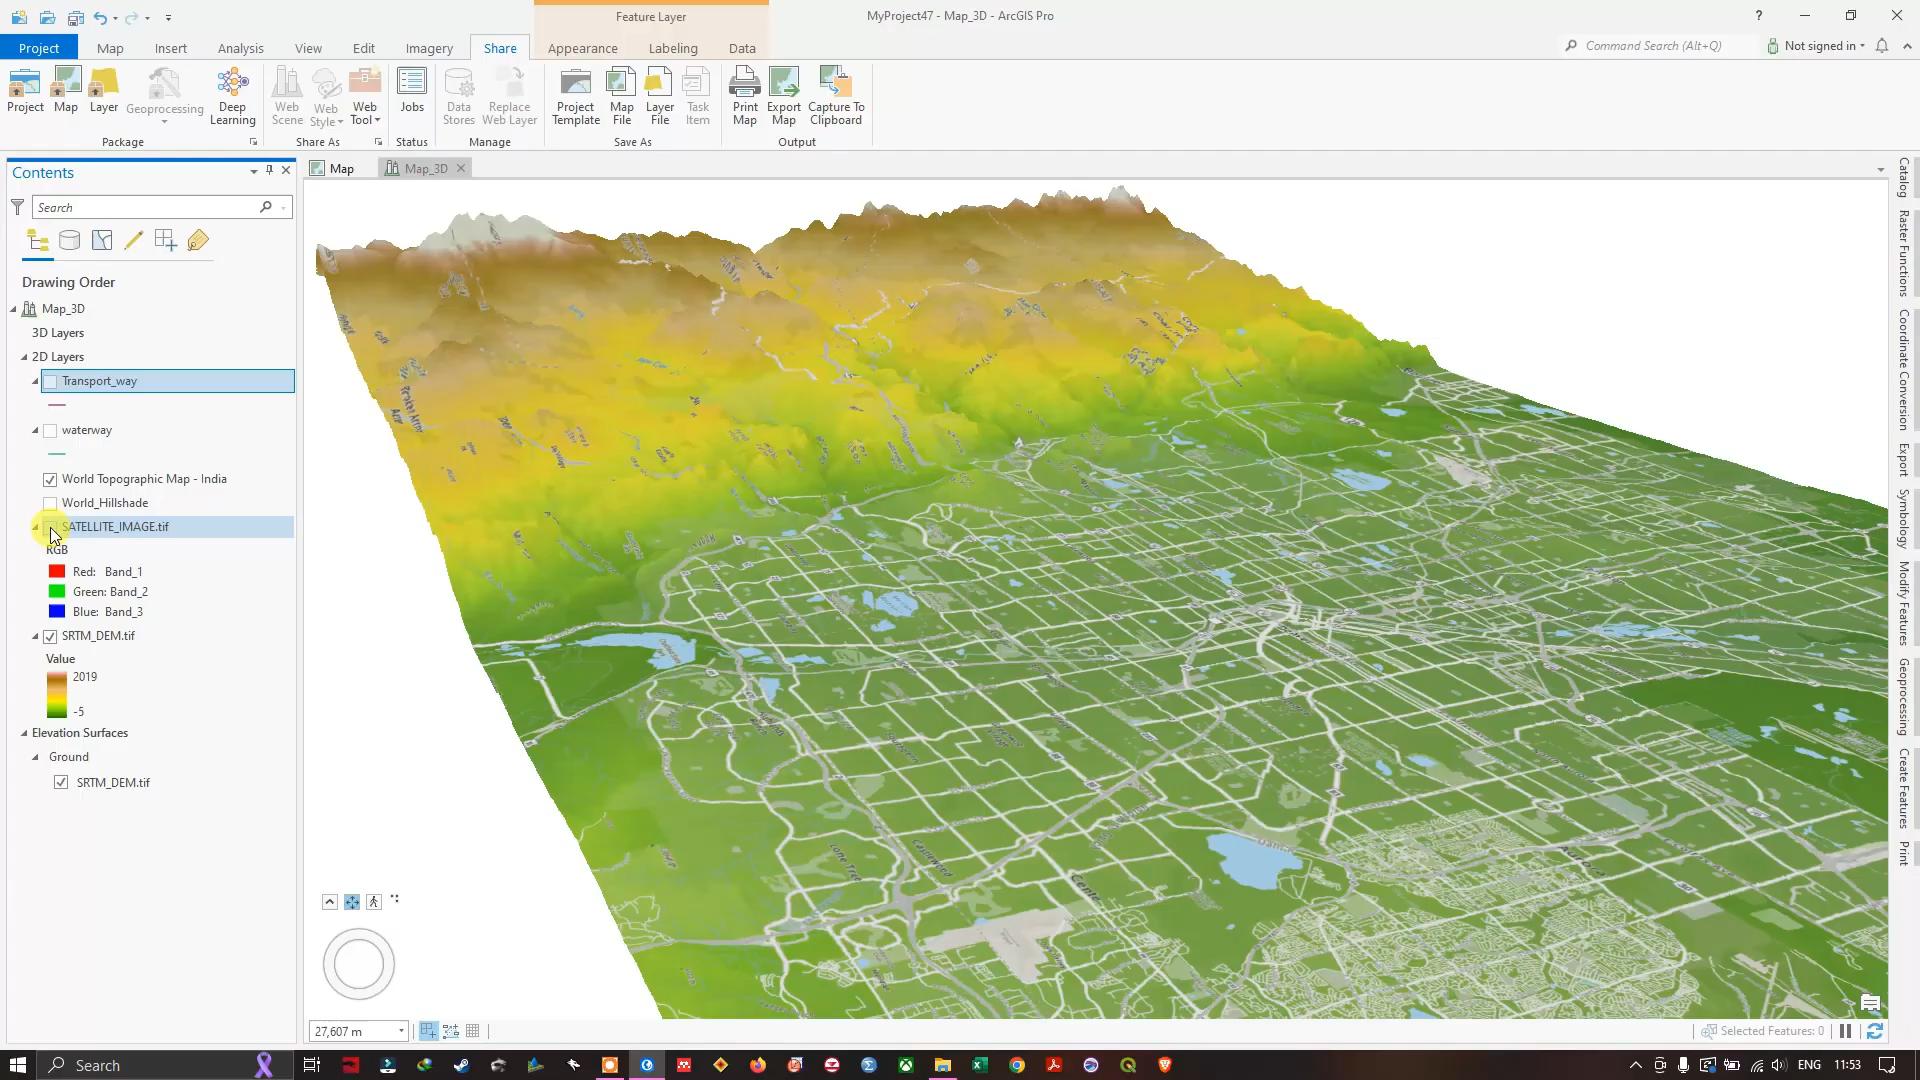 Feature Layer
MyProject47 - Map_3D - ArcGIS Pro
?
Project Map Insert Analysis View Edit Imagery Share Appearance Labeling Data
Command Search (Alt+Q)
Not signed in
Project
Map
Layer
Geoprocessing
Deep Learning
Package
Web Scene
Web Style
Web Tool
Share As
Jobs
Status
Data Stores
Replace Web Layer
Manage
Project Template
Map File
Layer File
Task Item
Save As
Print Map
Export Map
Capture To Clipboard
Output
Contents
Search
Drawing Order
Map_3D
3D Layers
2D Layers
Transport_way
waterway
World Topographic Map - India
World_Hillshade
SATELLITE_IMAGE.tif
RGB
Red: Band_1
Green: Band_2
Blue: Band_3
SRTM_DEM.tif
Value
2019
-5
Elevation Surfaces
Ground
SRTM_DEM.tif
Map
Map_3D
Lone Tree
Castlewood
Cente
Aurora
Catalog
Raster Functions
Coordinate Conversion
Export
Symbology
Modify Features
Geoprocessing
Create Features
Print
27,607 m
Selected Features: 0
Search
ENG
11:53